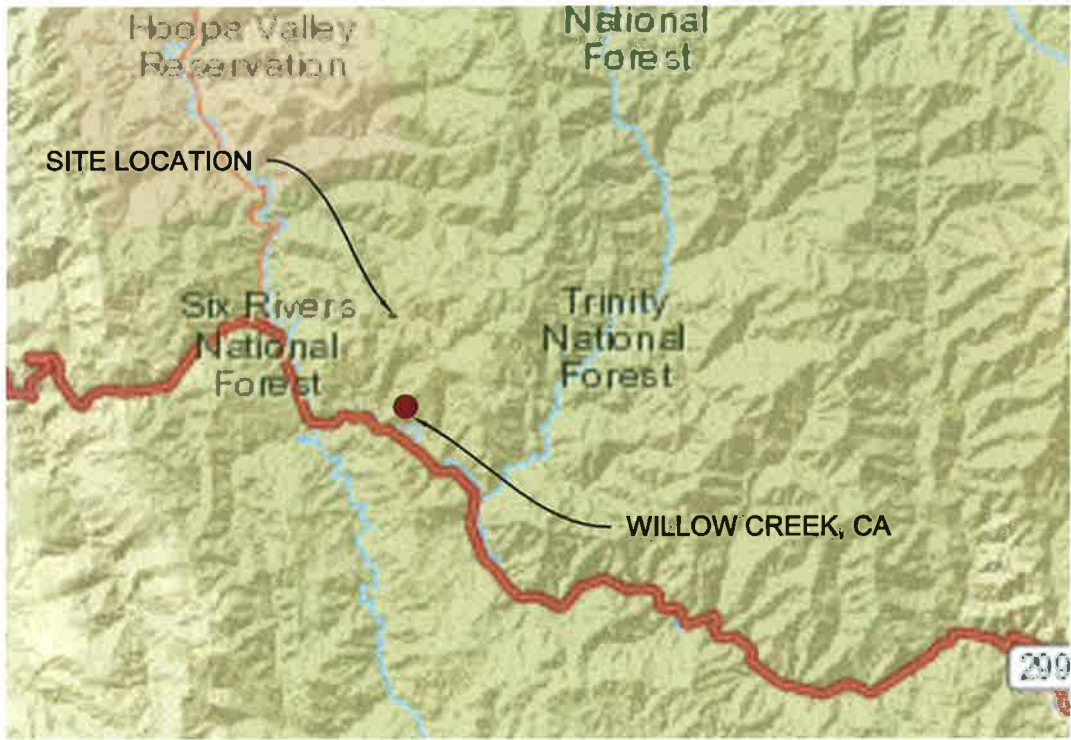 Hoopa Valley
Reservation
National
Forest
SITE LOCATION
Six Rivers
National
Forest
Trinity
National
Forest
WILLOW CREEK, CA
299